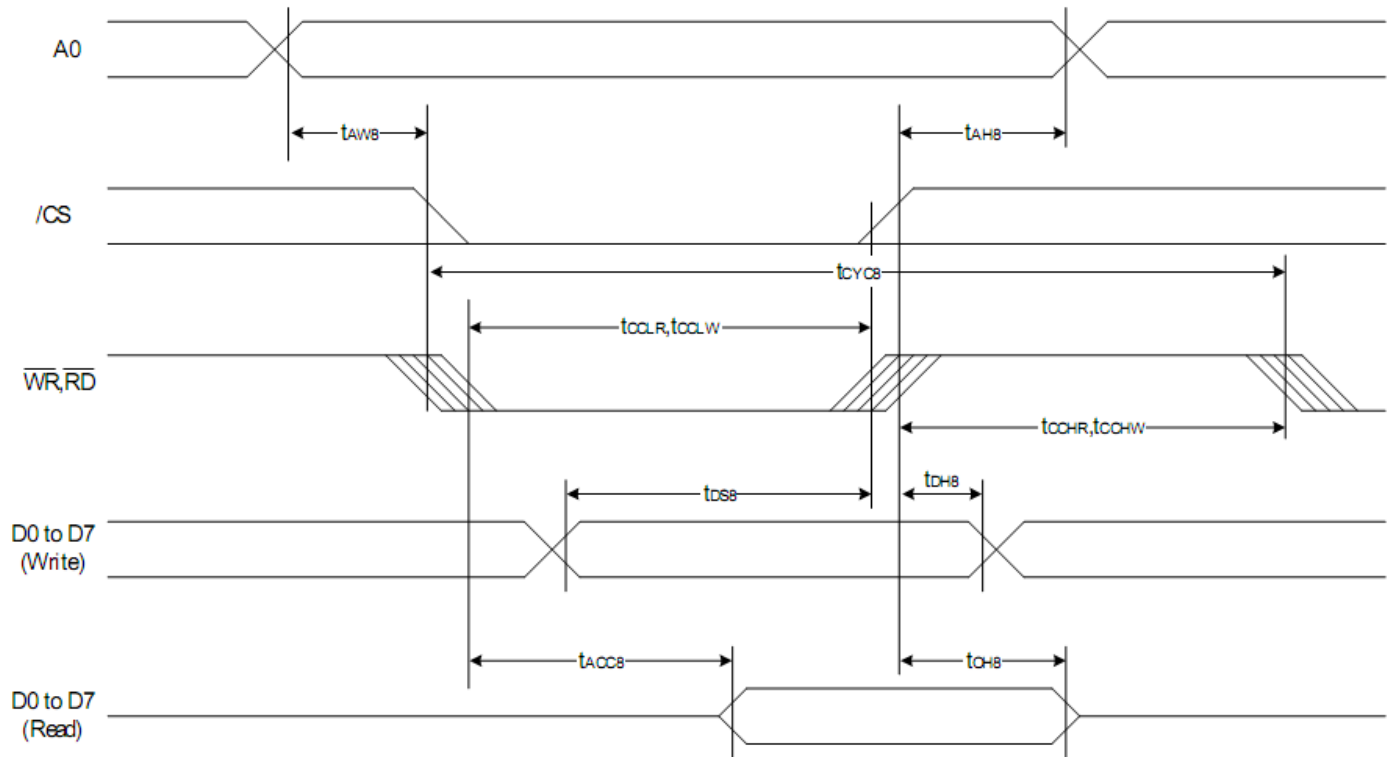 A0
tAW8
tAH8
/CS
tCYC8
tCCLR,tCCLW
WR,RD
tCCHR,tCCHW
tDS8
tDH8
D0 to D7
(Write)
tACC8
tOH8
D0 to D7
(Read)